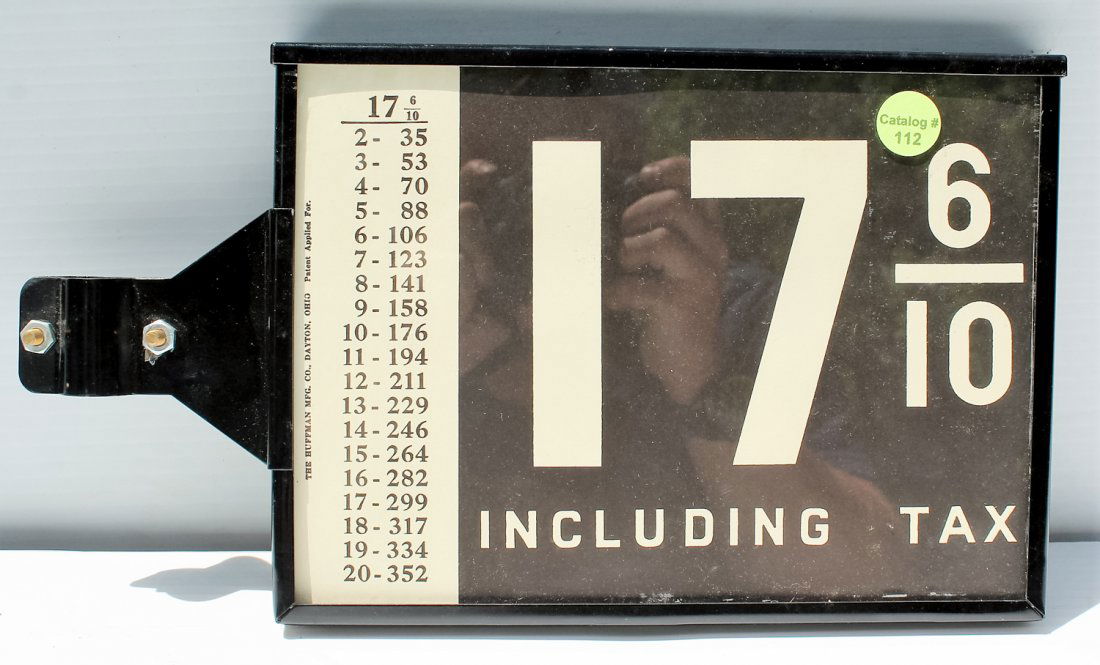 THE HUFFMAN MFG. CO., DAYTON, OHIO Patent Applied For.
17 6/10
2 - 35
3 - 53
4 - 70
5 - 88
6 - 106
7 - 123
8 - 141
9 - 158
10 - 176
11 - 194
12 - 211
13 - 229
14 - 246
15 - 264
16 - 282
17 - 299
18 - 317
19 - 334
20 - 352
17 6/10
INCLUDING TAX
Catalog #
112